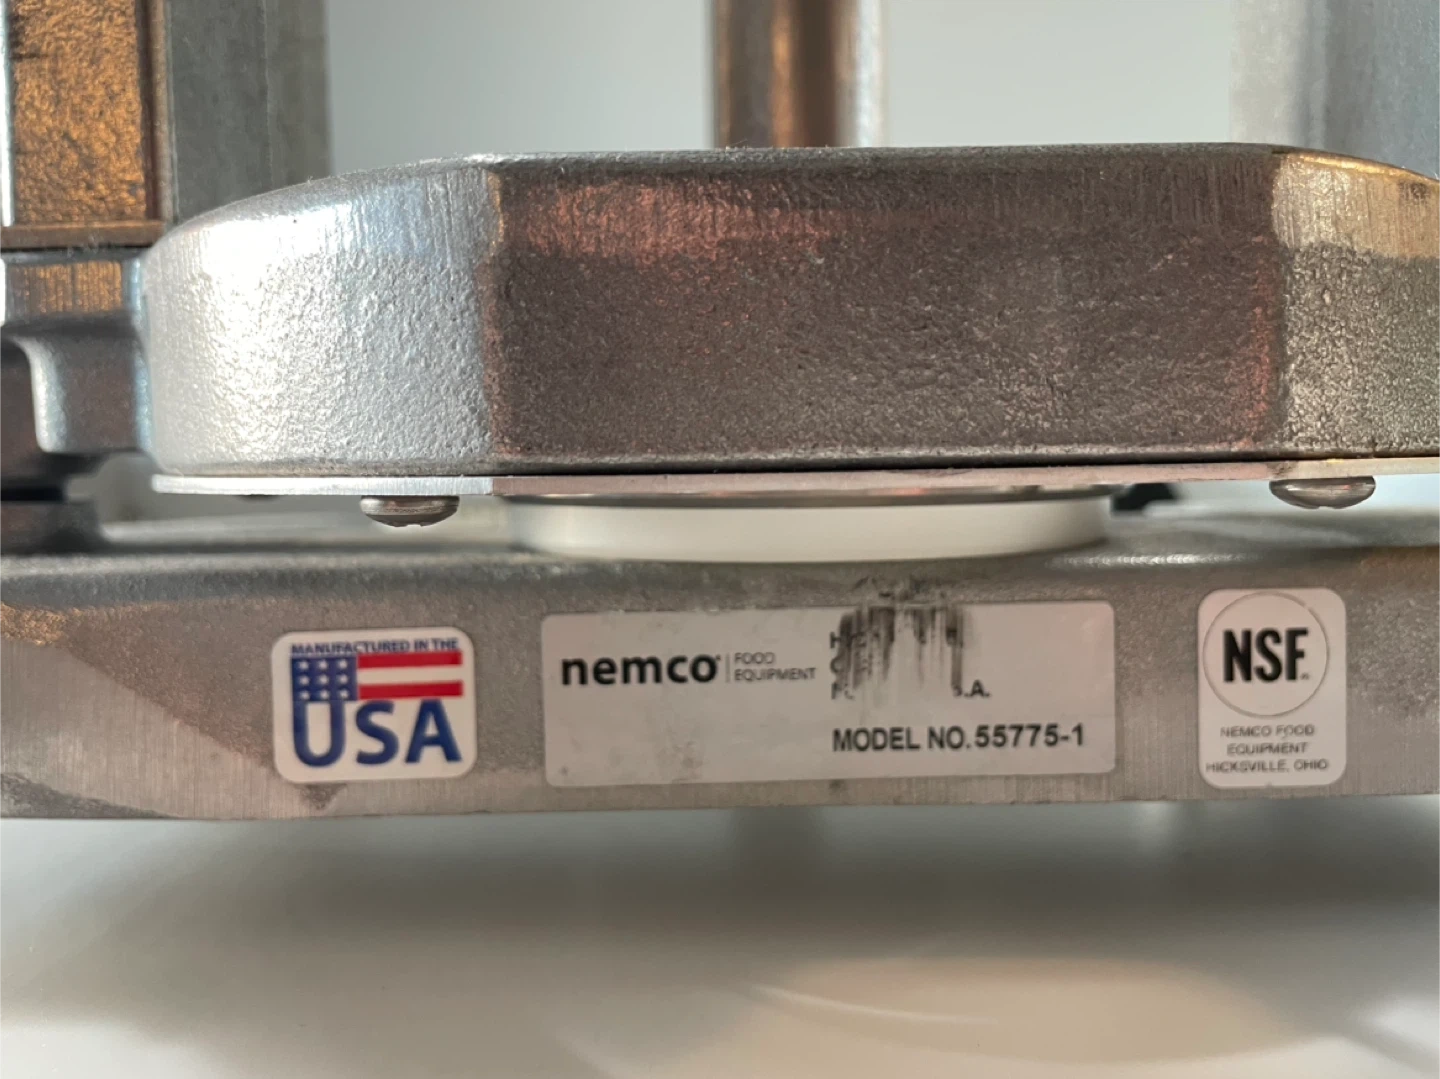 MANUFACTURED IN THE
USA
nemco
FOOD
EQUIPMENT
.A.
MODEL NO. 55775-1
NSF
NEMCO FOOD
EQUIPMENT
HICKSVILLE, OHIO